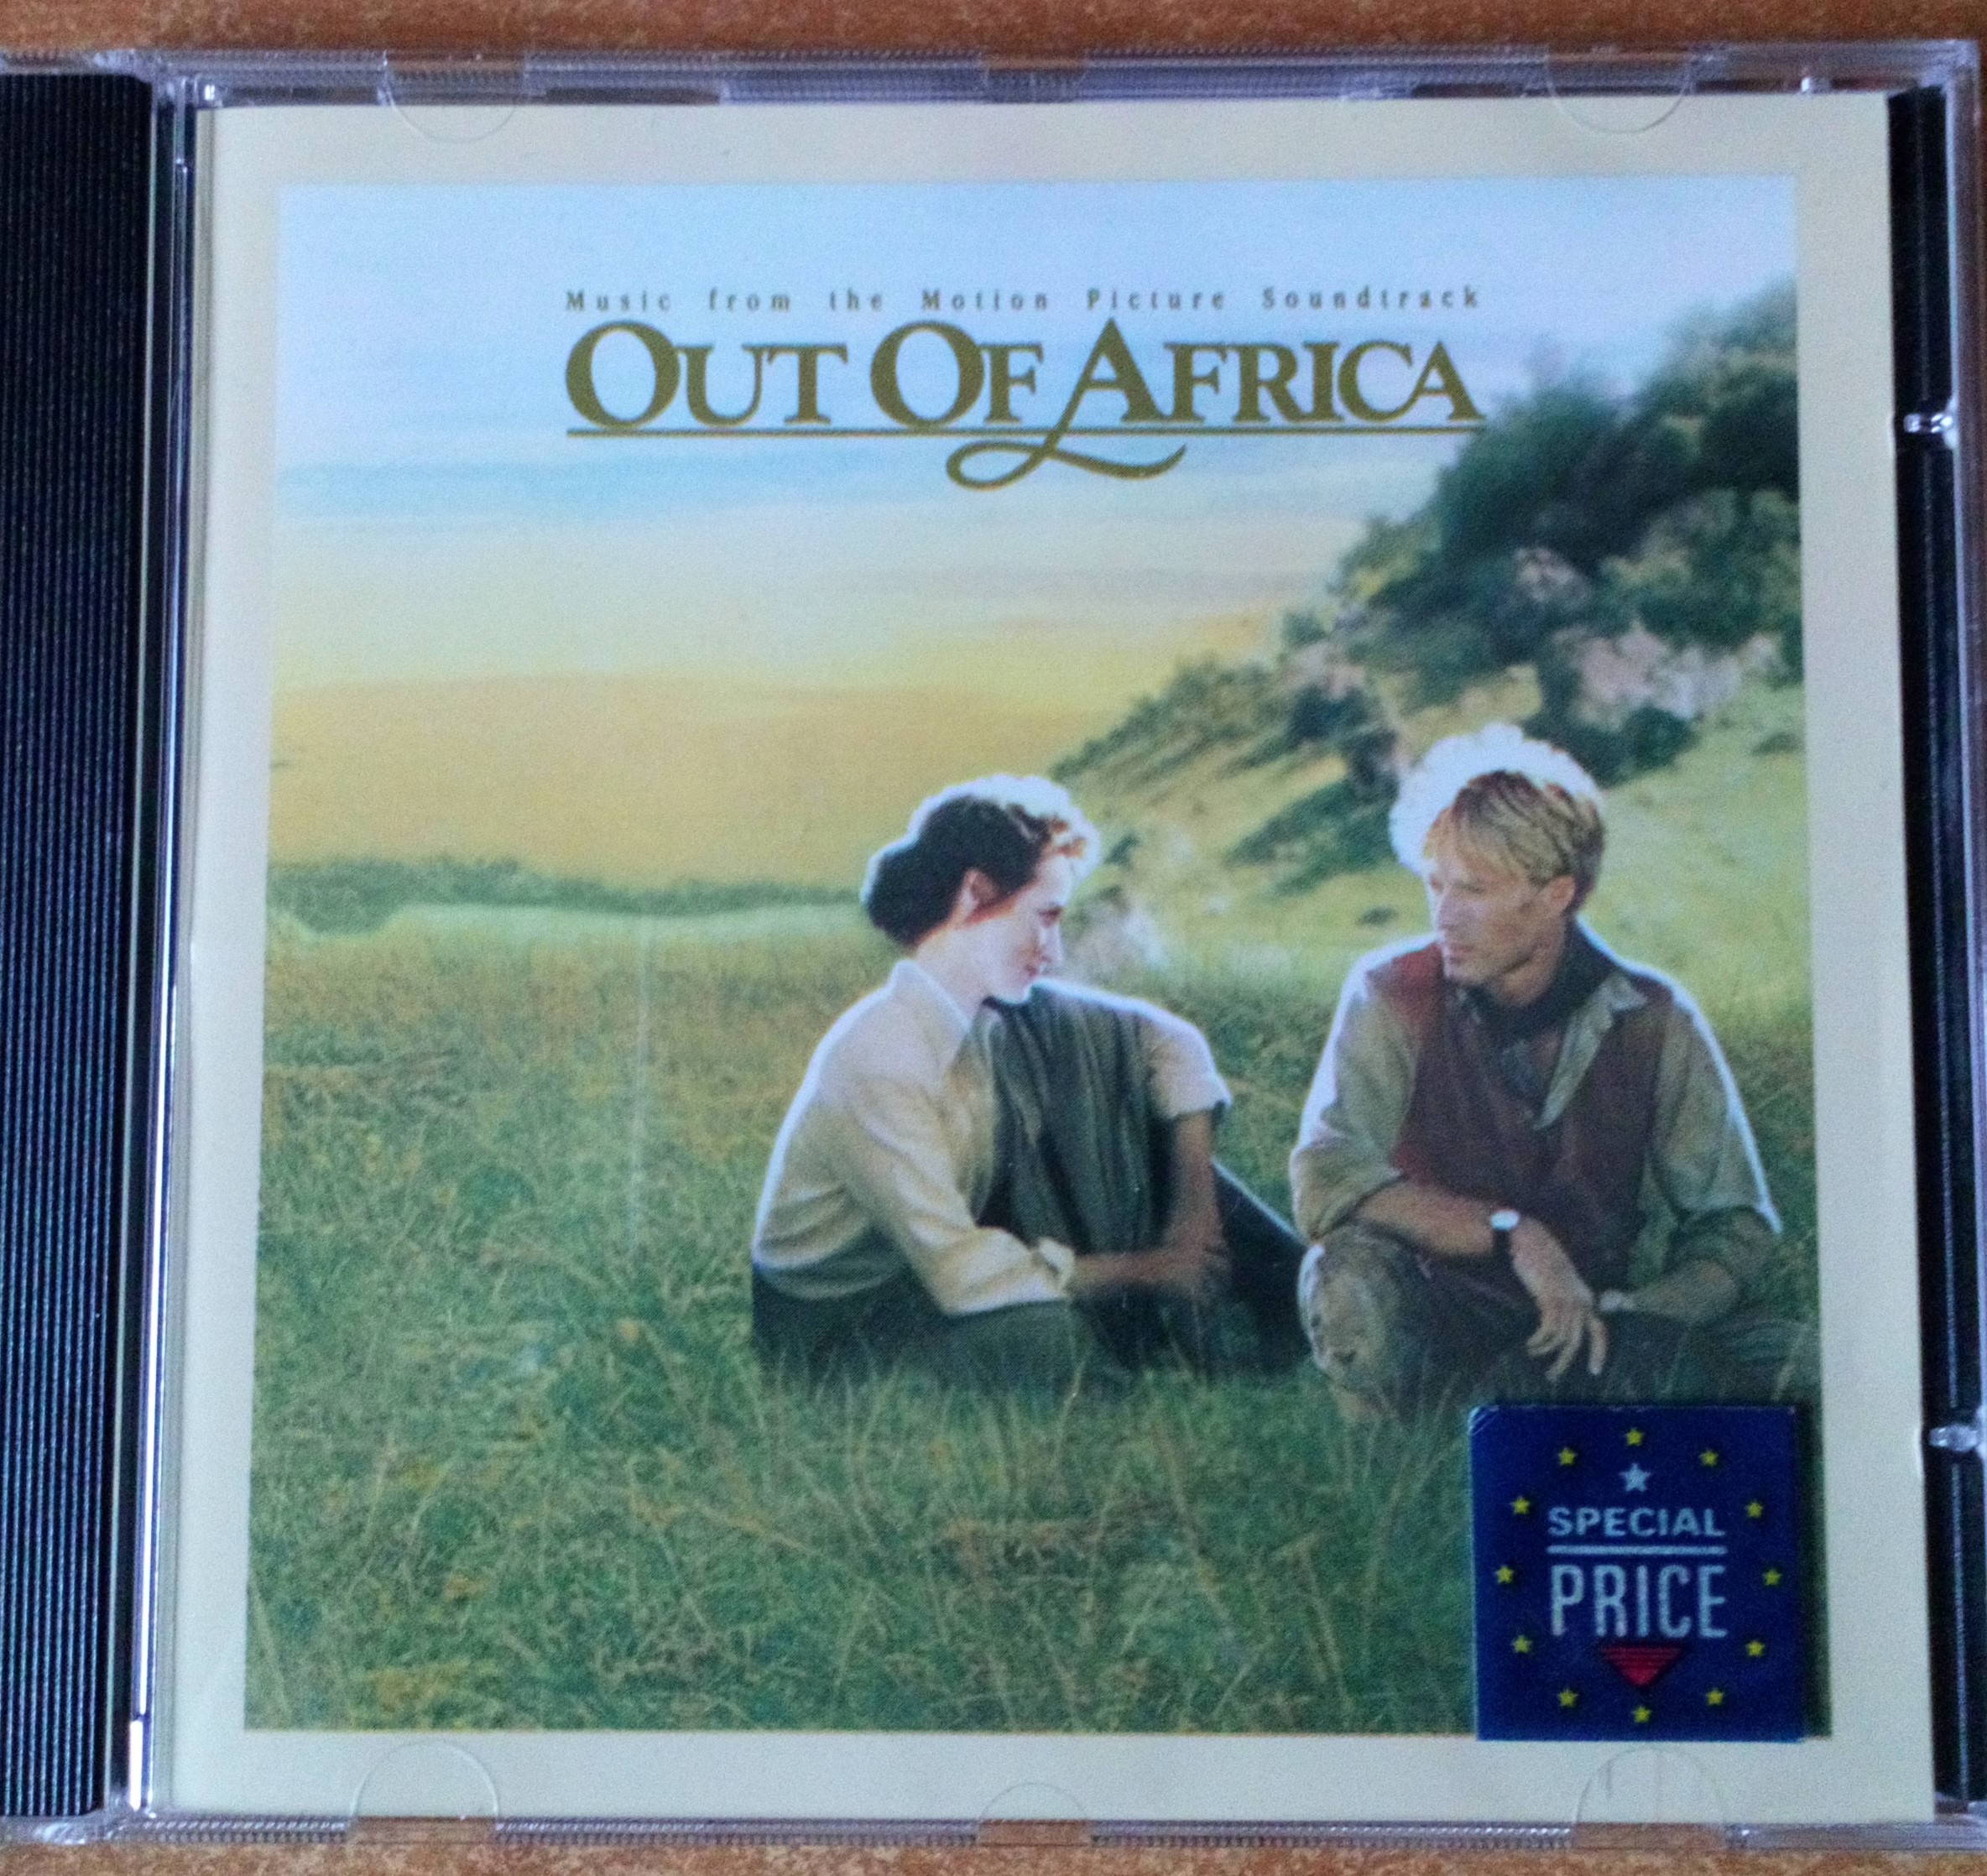 Music from the Motion Picture Soundtrack
OUT OF AFRICA
SPECIAL
PRICE